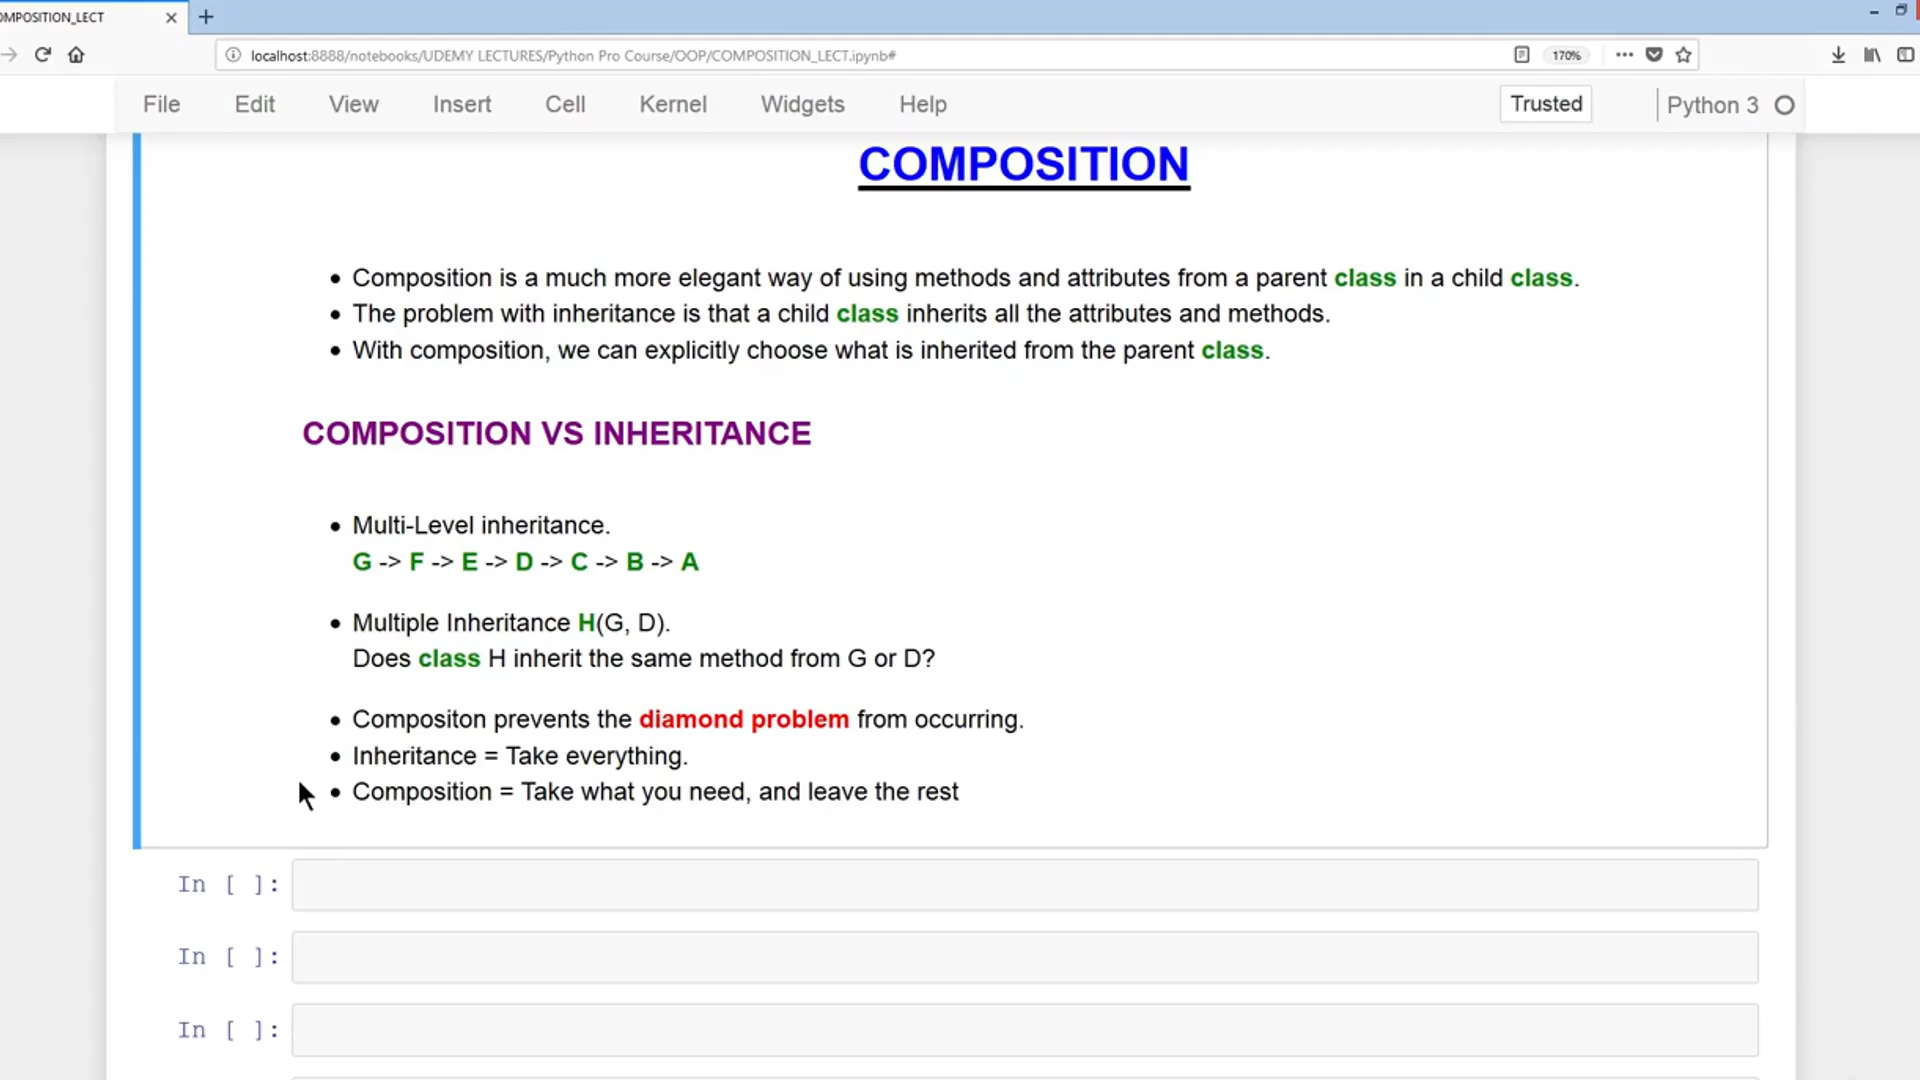 OMPOSITION_LECT
localhost:8888/notebooks/UDEMY LECTURES/Python Pro Course/OOP/COMPOSITION_LECT.ipynb#
170%
File Edit View Insert Cell Kernel Widgets Help Trusted Python 3
COMPOSITION
• Composition is a much more elegant way of using methods and attributes from a parent class in a child class.
• The problem with inheritance is that a child class inherits all the attributes and methods.
• With composition, we can explicitly choose what is inherited from the parent class.
COMPOSITION VS INHERITANCE
• Multi-Level inheritance.
G -> F -> E -> D -> C -> B -> A
• Multiple Inheritance H(G, D).
Does class H inherit the same method from G or D?
• Compositon prevents the diamond problem from occurring.
• Inheritance = Take everything.
• Composition = Take what you need, and leave the rest
In [ ]:
In [ ]:
In [ ]: